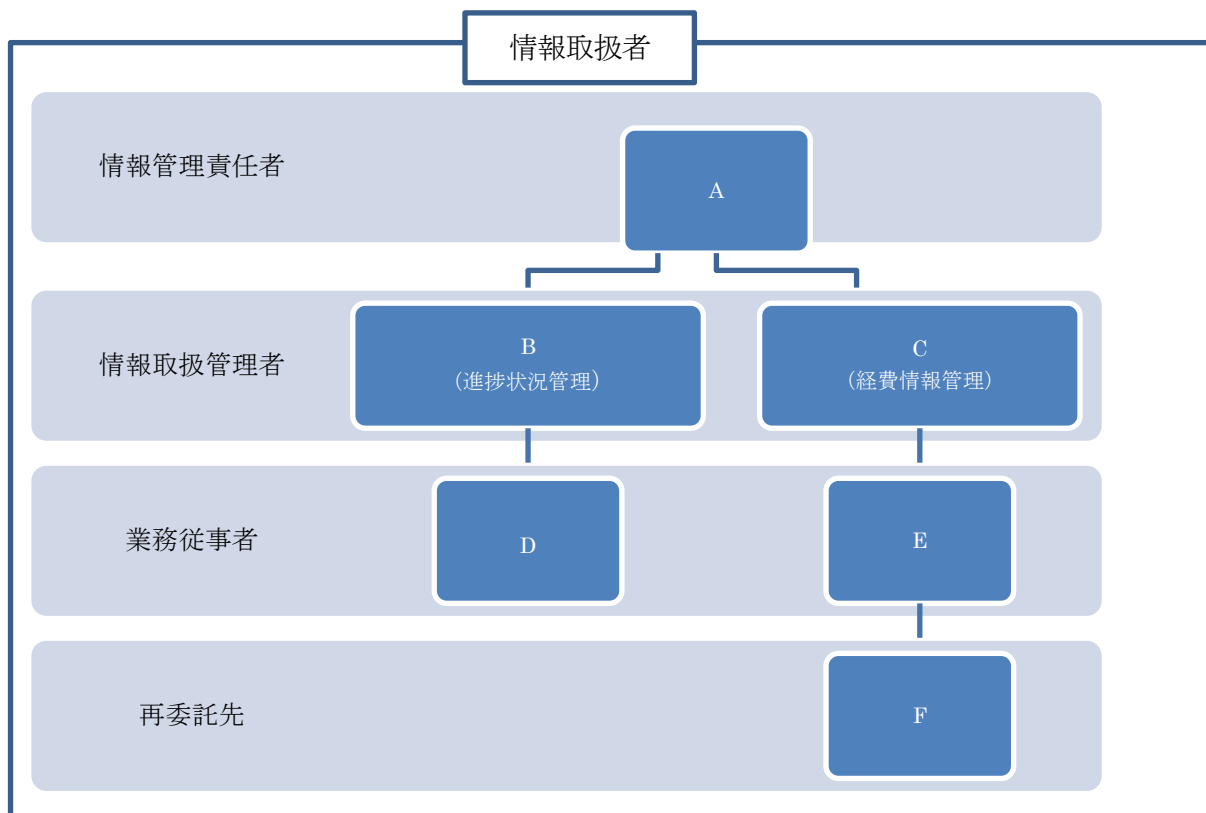 情報取扱者
情報管理責任者
A
情報取扱管理者
B
(進捗状況管理)
C
(経費情報管理)
業務従事者
D
E
再委託先
F